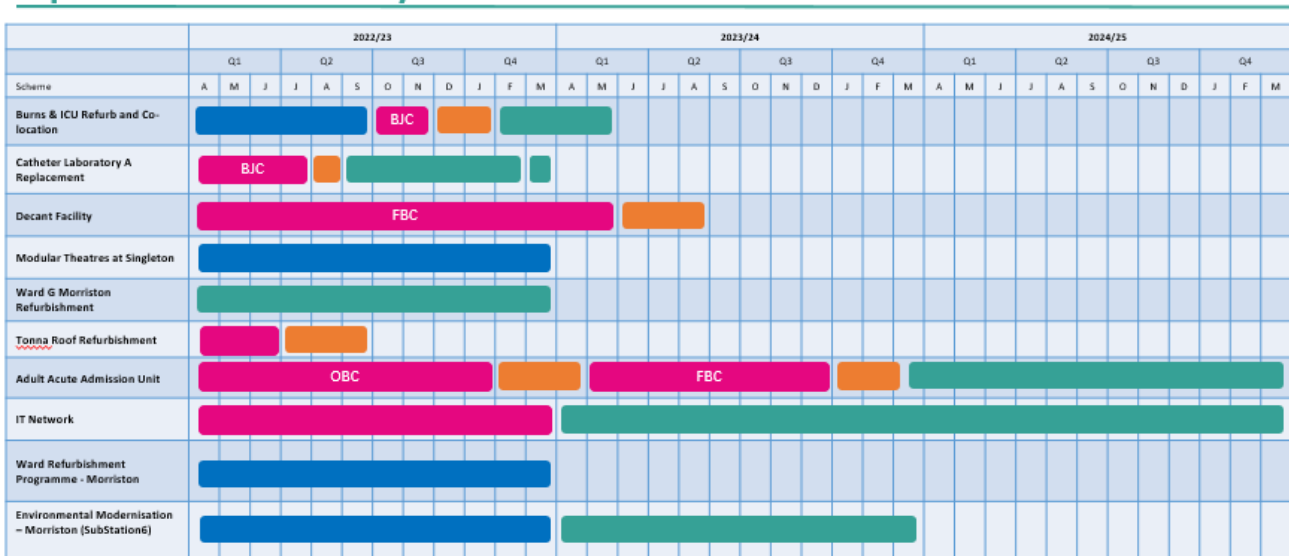 2022/23 2023/24 2024/25
Q1 Q2 Q3 Q4 Q1 Q2 Q3 Q4 Q1 Q2 Q3 Q4
Scheme A M J J A S O N D J F M A M J J A S O N D J F M A M J J A S O N D J F M
Burns & ICU Refurb and Co-
location
BJC
Catheter Laboratory A
Replacement
BJC
Decant Facility FBC
Modular Theatres at Singleton
Ward G Morriston
Refurbishment
Tonna Roof Refurbishment
Adult Acute Admission Unit OBC FBC
IT Network
Ward Refurbishment
Programme - Morriston
Environmental Modernisation
– Morriston (SubStation6)